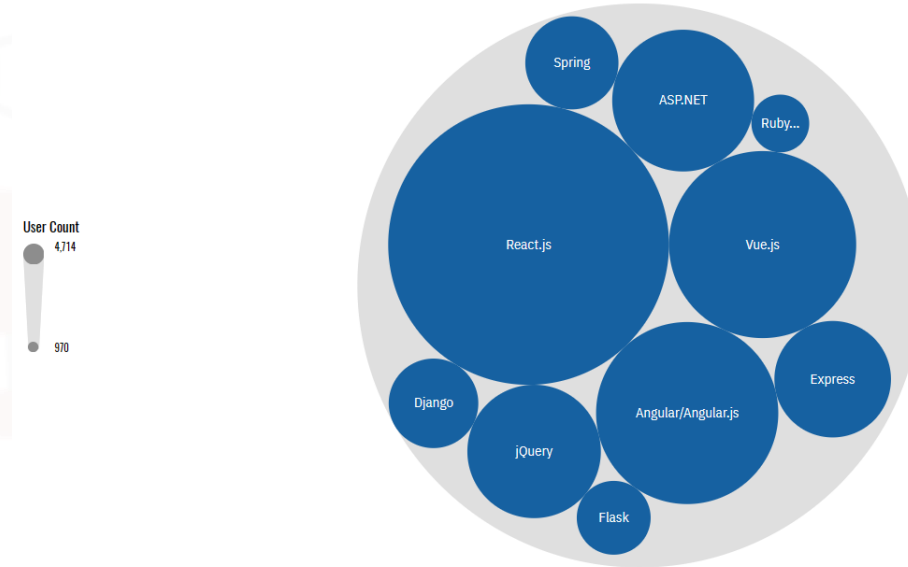 Spring
ASP.NET
Ruby...
User Count
4,714
React.js
Vue.js
970
Express
Django
Angular/Angular.js
jQuery
Flask